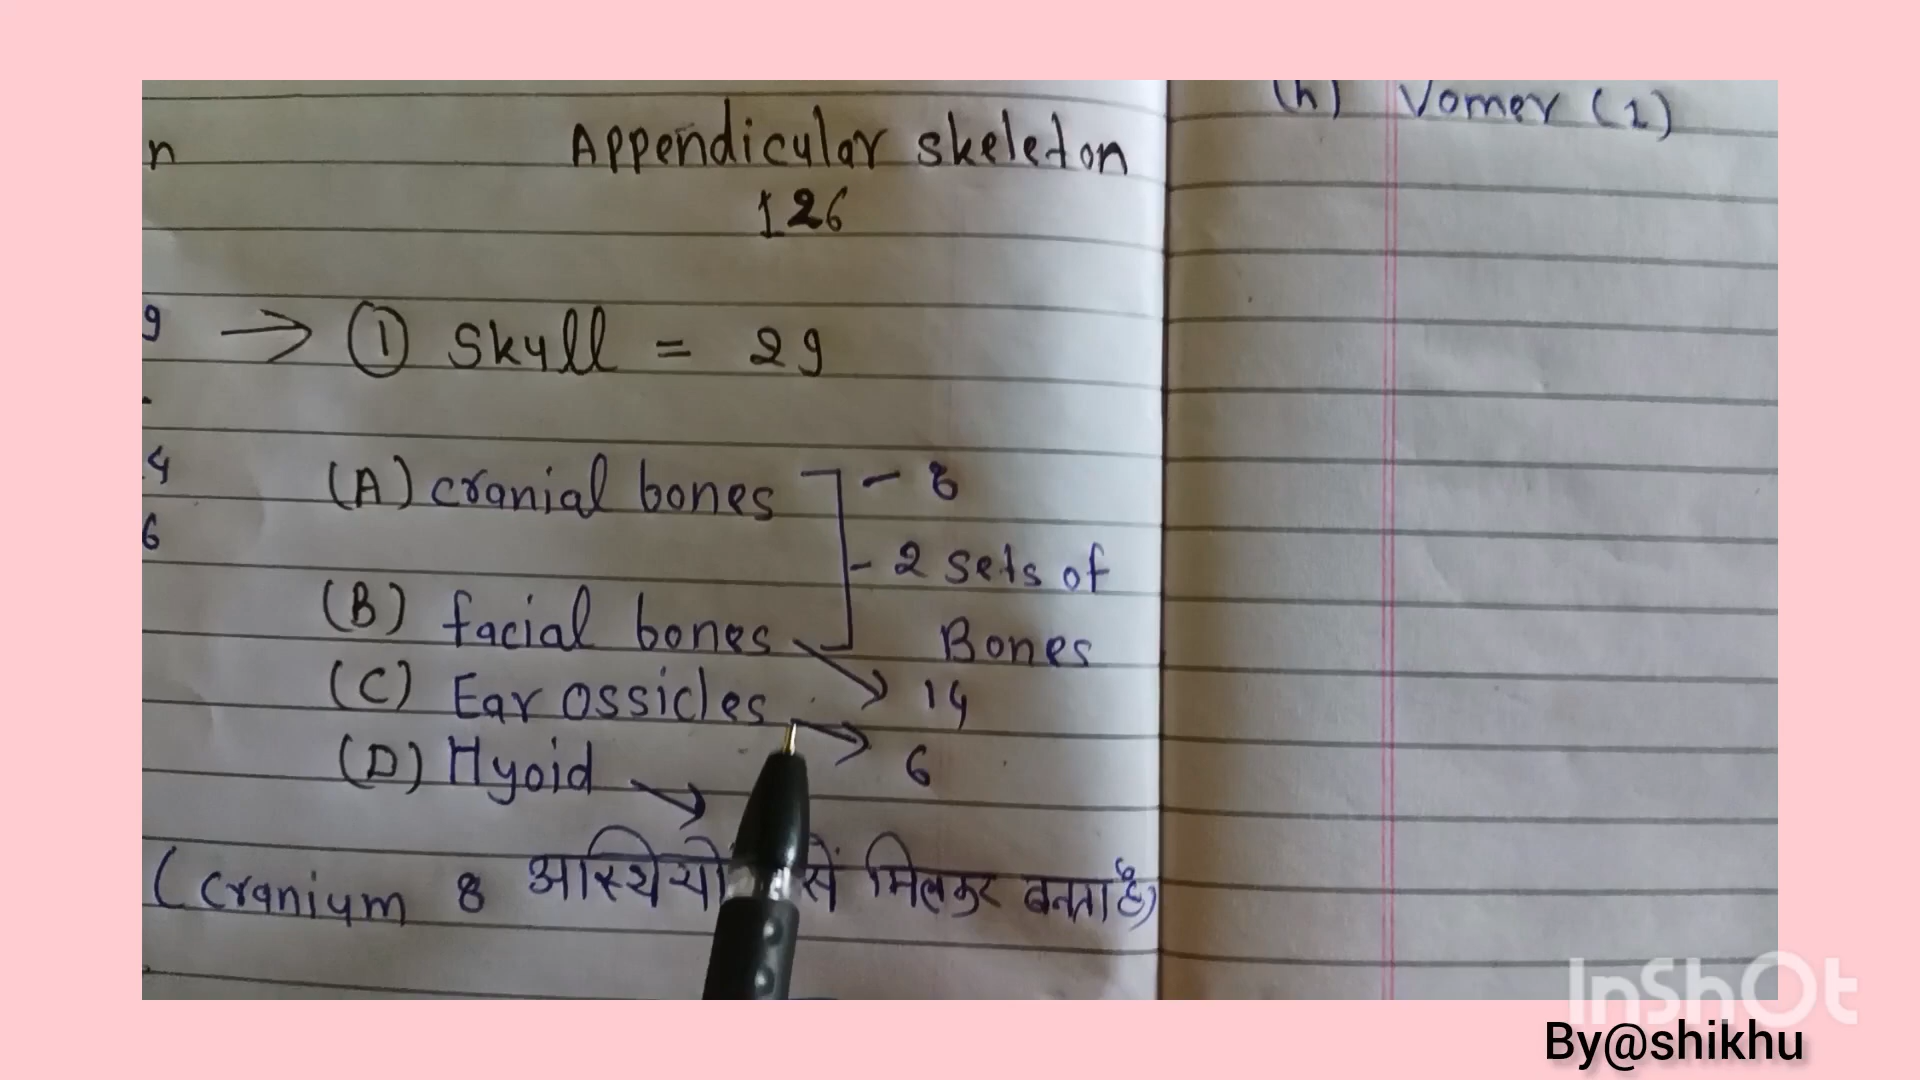 n
Appendicular skeleton
126
9 → ① Skull = 29
4
(A) cranial bones - 8
6
- 2 sets of
Bones
(B) facial bones → 14
(C) Ear ossicles → 6
(D) Hyoid →
(Cranium 8 अस्थियो से मिलकर बनता है)
(h) Vomer (1)
InShOt
By@shikhu